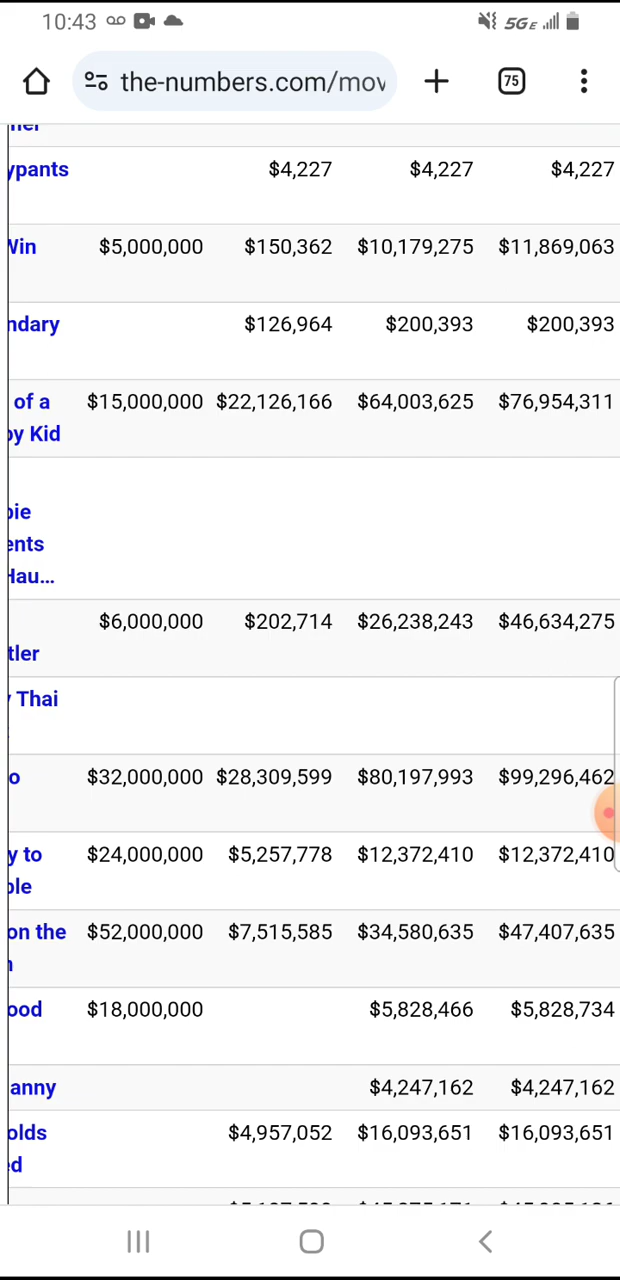 10:43 5GE
the-numbers.com/mov 75
ypants $4,227 $4,227 $4,227
Win $5,000,000 $150,362 $10,179,275 $11,869,063
ndary $126,964 $200,393 $200,393
of a $15,000,000 $22,126,166 $64,003,625 $76,954,311
py Kid
bie
ents
Hau...
$6,000,000 $202,714 $26,238,243 $46,634,275
tler
Thai
o $32,000,000 $28,309,599 $80,197,993 $99,296,462
y to $24,000,000 $5,257,778 $12,372,410 $12,372,410
ble
on the $52,000,000 $7,515,585 $34,580,635 $47,407,635
ood $18,000,000 $5,828,466 $5,828,734
anny $4,247,162 $4,247,162
olds $4,957,052 $16,093,651 $16,093,651
d